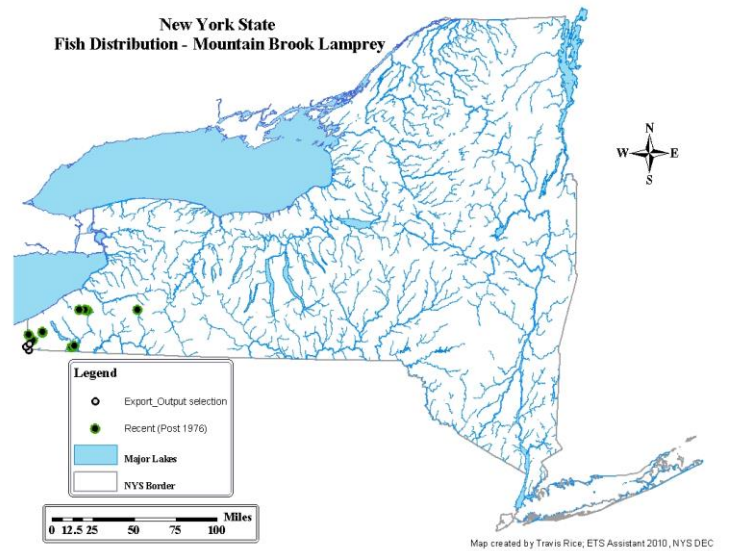 New York State
Fish Distribution - Mountain Brook Lamprey
N
W E
S
Legend
Export_Output selection
Recent (Post 1976)
Major Lakes
NYS Border
Miles
0 12.5 25 50 75 100
Map created by Travis Rice; ETS Assistant 2010, NYS DEC